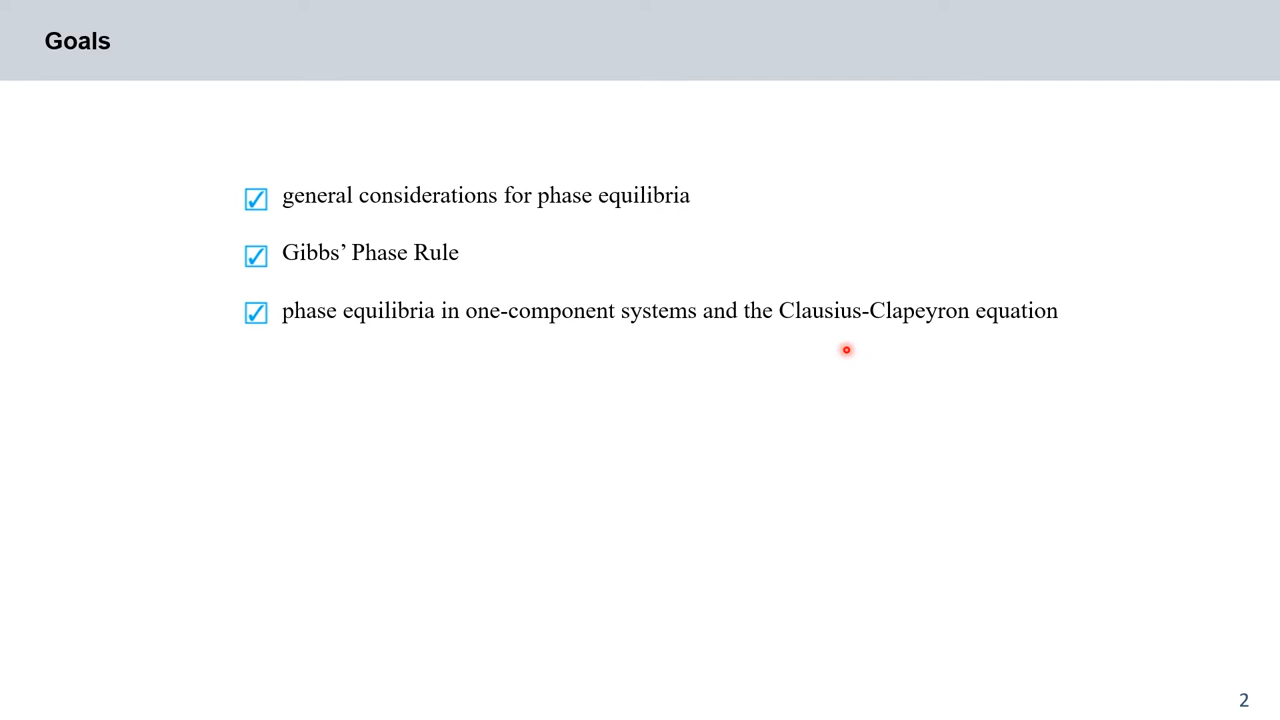 Goals
general considerations for phase equilibria
Gibbs’ Phase Rule
phase equilibria in one-component systems and the Clausius-Clapeyron equation
2